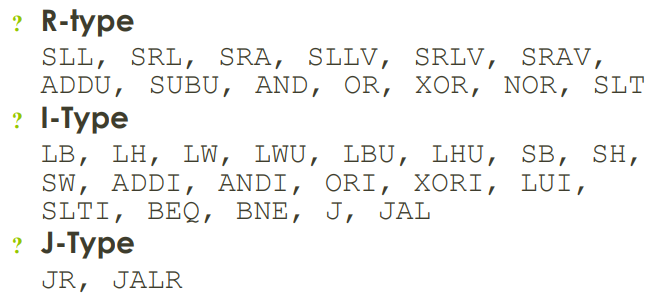 ? R-type
SLL, SRL, SRA, SLLV, SRLV, SRAV,
ADDU, SUBU, AND, OR, XOR, NOR, SLT
? I-Type
LB, LH, LW, LWU, LBU, LHU, SB, SH,
SW, ADDI, ANDI, ORI, XORI, LUI,
SLTI, BEQ, BNE, J, JAL
? J-Type
JR, JALR